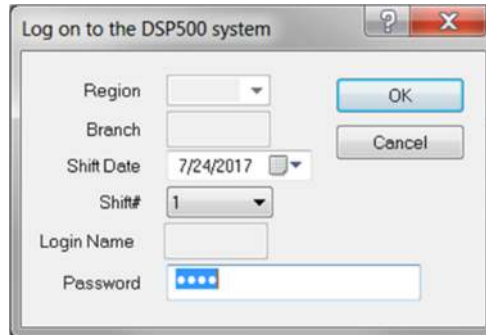 Log on to the DSP500 system
Region
OK
Branch
Cancel
Shift Date 7/24/2017
Shift# 1
Login Name
Password ••••